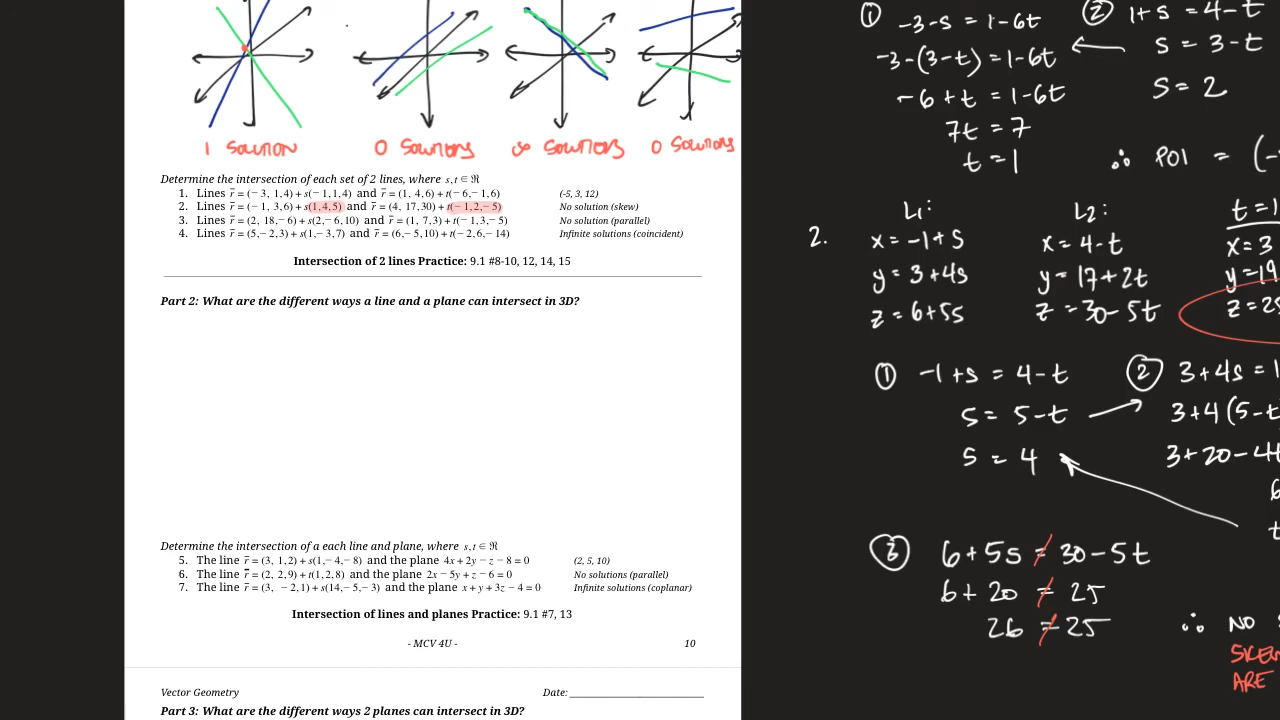 1 SOLUTION
0 SOLUTIONS
∞ SOLUTIONS
0 SOLUTIONS
Determine the intersection of each set of 2 lines, where s,t ∈ ℜ
1. Lines r̄ = (− 3, 1,4) + s(− 1,1,4) and r̄ = (1, 4,6) + t(− 6,− 1,6) (-5, 3, 12)
2. Lines r̄ = (− 1, 3,6) + s(1,4,5) and r̄ = (4, 17,30) + t(− 1,2,− 5) No solution (skew)
3. Lines r̄ = (2, 18,− 6) + s(2,− 6,10) and r̄ = (1, 7,3) + t(− 1,3,− 5) No solution (parallel)
4. Lines r̄ = (5,− 2,3) + s(1,− 3,7) and r̄ = (6,− 5,10) + t(− 2,6,− 14) Infinite solutions (coincident)
Intersection of 2 lines Practice: 9.1 #8-10, 12, 14, 15
Part 2: What are the different ways a line and a plane can intersect in 3D?
Determine the intersection of a each line and plane, where s,t ∈ ℜ
5. The line r̄ = (3, 1,2) + s(1,− 4,− 8) and the plane 4x + 2y − z − 8 = 0 (2, 5, 10)
6. The line r̄ = (2, 2,9) + t(1,2,8) and the plane 2x − 5y + z − 6 = 0 No solutions (parallel)
7. The line r̄ = (3, − 2,1) + s(14,− 5,− 3) and the plane x + y + 3z − 4 = 0 Infinite solutions (coplanar)
Intersection of lines and planes Practice: 9.1 #7, 13
- MCV 4U -
10
Vector Geometry
Date:
Part 3: What are the different ways 2 planes can intersect in 3D?
① -3-s = 1-6t
-3-(3-t) = 1-6t
-6+t = 1-6t
7t = 7
t = 1
② 1+s = 4-t
s = 3-t
s = 2
∴ POI = (-
2.
L1:
x = -1+s
y = 3+4s
z = 6+5s
L2:
x = 4-t
y = 17+2t
z = 30-5t
t = 1
x = 3
y = 19
z = 25
① -1+s = 4-t
s = 5-t
s = 4
② 3+4s = 1
3+4(5-t
3+20-4t
6
t
③ 6+5s ≠ 30-5t
6+20 ≠ 25
26 ≠ 25
∴ NO S
SKEW
ARE